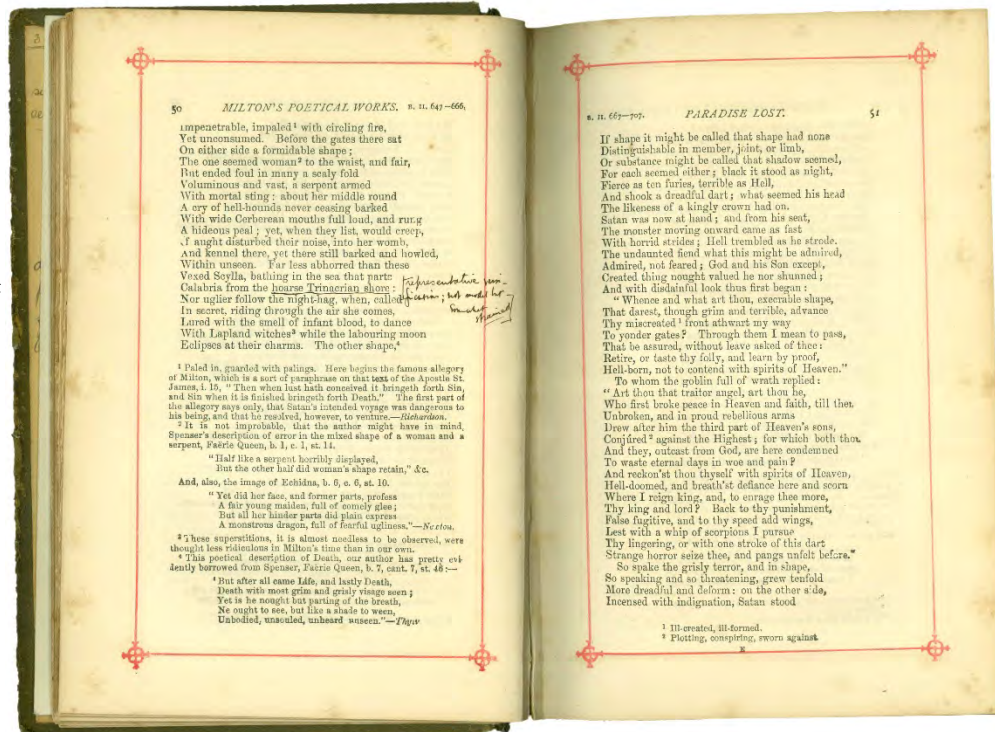 50 MILTON'S POETICAL WORKS. B. II. 647–666,
impenetrable, impaled¹ with circling fire,
Yet unconsumed. Before the gates there sat
On either side a formidable shape;
The one seemed woman² to the waist, and fair,
But ended foul in many a scaly fold
Voluminous and vast, a serpent armed
With mortal sting: about her middle round
A cry of hell-hounds never ceasing barked
With wide Cerberean mouths full loud, and rung
A hideous peal; yet, when they list, would creep,
f aught disturbed their noise, into her womb,
And kennel there, yet there still barked and howled,
Within unseen. Far less abhorred than these
Vexed Scylla, bathing in the sea that parts
Calabria from the hoarse Trinacrian shore:
Nor uglier follow the night-hag, when, called
In secret, riding through the air she comes,
Lured with the smell of infant blood, to dance
With Lapland witches³ while the labouring moon
Eclipses at their charms. The other shape,⁴
representative
; not
¹ Paled in, guarded with palings. Here begins the famous allegory
of Milton, which is a sort of paraphrase on that text of the Apostle St.
James, i. 15, "Then when lust hath conceived it bringeth forth Sin,
and Sin when it is finished bringeth forth Death." The first part of
the allegory says only, that Satan's intended voyage was dangerous to
his being, and that he resolved, however, to venture.—Richardson.
² It is not improbable, that the author might have in mind,
Spenser's description of error in the mixed shape of a woman and a
serpent, Faërie Queen, b. 1, c. 1, st. 14.
"Half like a serpent horribly displayed,
But the other half did woman's shape retain," &c.
And, also, the image of Echidna, b. 6, c. 6, st. 10.
"Yet did her face, and former parts, profess
A fair young maiden, full of comely glee;
But all her hinder parts did plain express
A monstrous dragon, full of fearful ugliness."—Newton.
³ These superstitions, it is almost needless to be observed, were
thought less ridiculous in Milton's time than in our own.
⁴ This poetical description of Death, our author has pretty evi-
dently borrowed from Spenser, Faërie Queen, b. 7, cant. 7, st. 46:—
"But after all came Life, and lastly Death,
Death with most grim and grisly visage seen;
Yet is he nought but parting of the breath,
Ne ought to see, but like a shade to ween,
Unbodied, unsouled, unheard unseen."—Thyer
B. II. 667–707. PARADISE LOST. 51
If shape it might be called that shape had none
Distinguishable in member, joint, or limb,
Or substance might be called that shadow seemed,
For each seemed either; black it stood as night,
Fierce as ten furies, terrible as Hell,
And shook a dreadful dart; what seemed his head
The likeness of a kingly crown had on.
Satan was now at hand; and from his seat,
The monster moving onward came as fast
With horrid strides; Hell trembled as he strode.
The undaunted fiend what this might be admired,
Admired, not feared; God and his Son except,
Created thing nought valued he nor shunned;
And with disdainful look thus first began:
"Whence and what art thou, execrable shape,
That darest, though grim and terrible, advance
Thy miscreated¹ front athwart my way
To yonder gates? Through them I mean to pass,
That be assured, without leave asked of thee:
Retire, or taste thy folly, and learn by proof,
Hell-born, not to contend with spirits of Heaven."
To whom the goblin full of wrath replied:
"Art thou that traitor angel, art thou he,
Who first broke peace in Heaven and faith, till then
Unbroken, and in proud rebellious arms
Drew after him the third part of Heaven's sons,
Conjúred² against the Highest; for which both thou
And they, outcast from God, are here condemned
To waste eternal days in woe and pain?
And reckon'st thou thyself with spirits of Heaven,
Hell-doomed, and breath'st defiance here and scorn
Where I reign king, and, to enrage thee more,
Thy king and lord? Back to thy punishment,
False fugitive, and to thy speed add wings,
Lest with a whip of scorpions I pursue
Thy lingering, or with one stroke of this dart
Strange horror seize thee, and pangs unfelt before."
So spake the grisly terror, and in shape,
So speaking and so threatening, grew tenfold
More dreadful and deform: on the other side,
Incensed with indignation, Satan stood
¹ Ill-created, ill-formed.
² Plotting, conspiring, sworn against
E